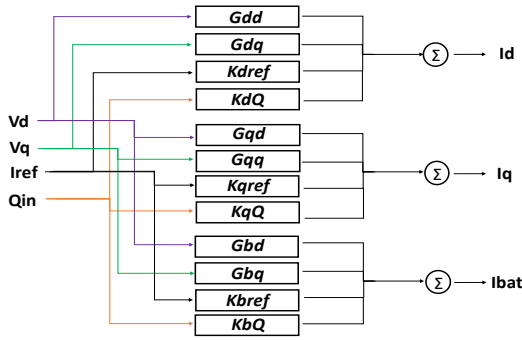 Vd
Vq
Iref
Qin
Gdd
Gdq
Kdref
KdQ
Σ
Id
Gqd
Gqq
Kqref
KqQ
Σ
Iq
Gbd
Gbq
Kbref
KbQ
Σ
Ibat